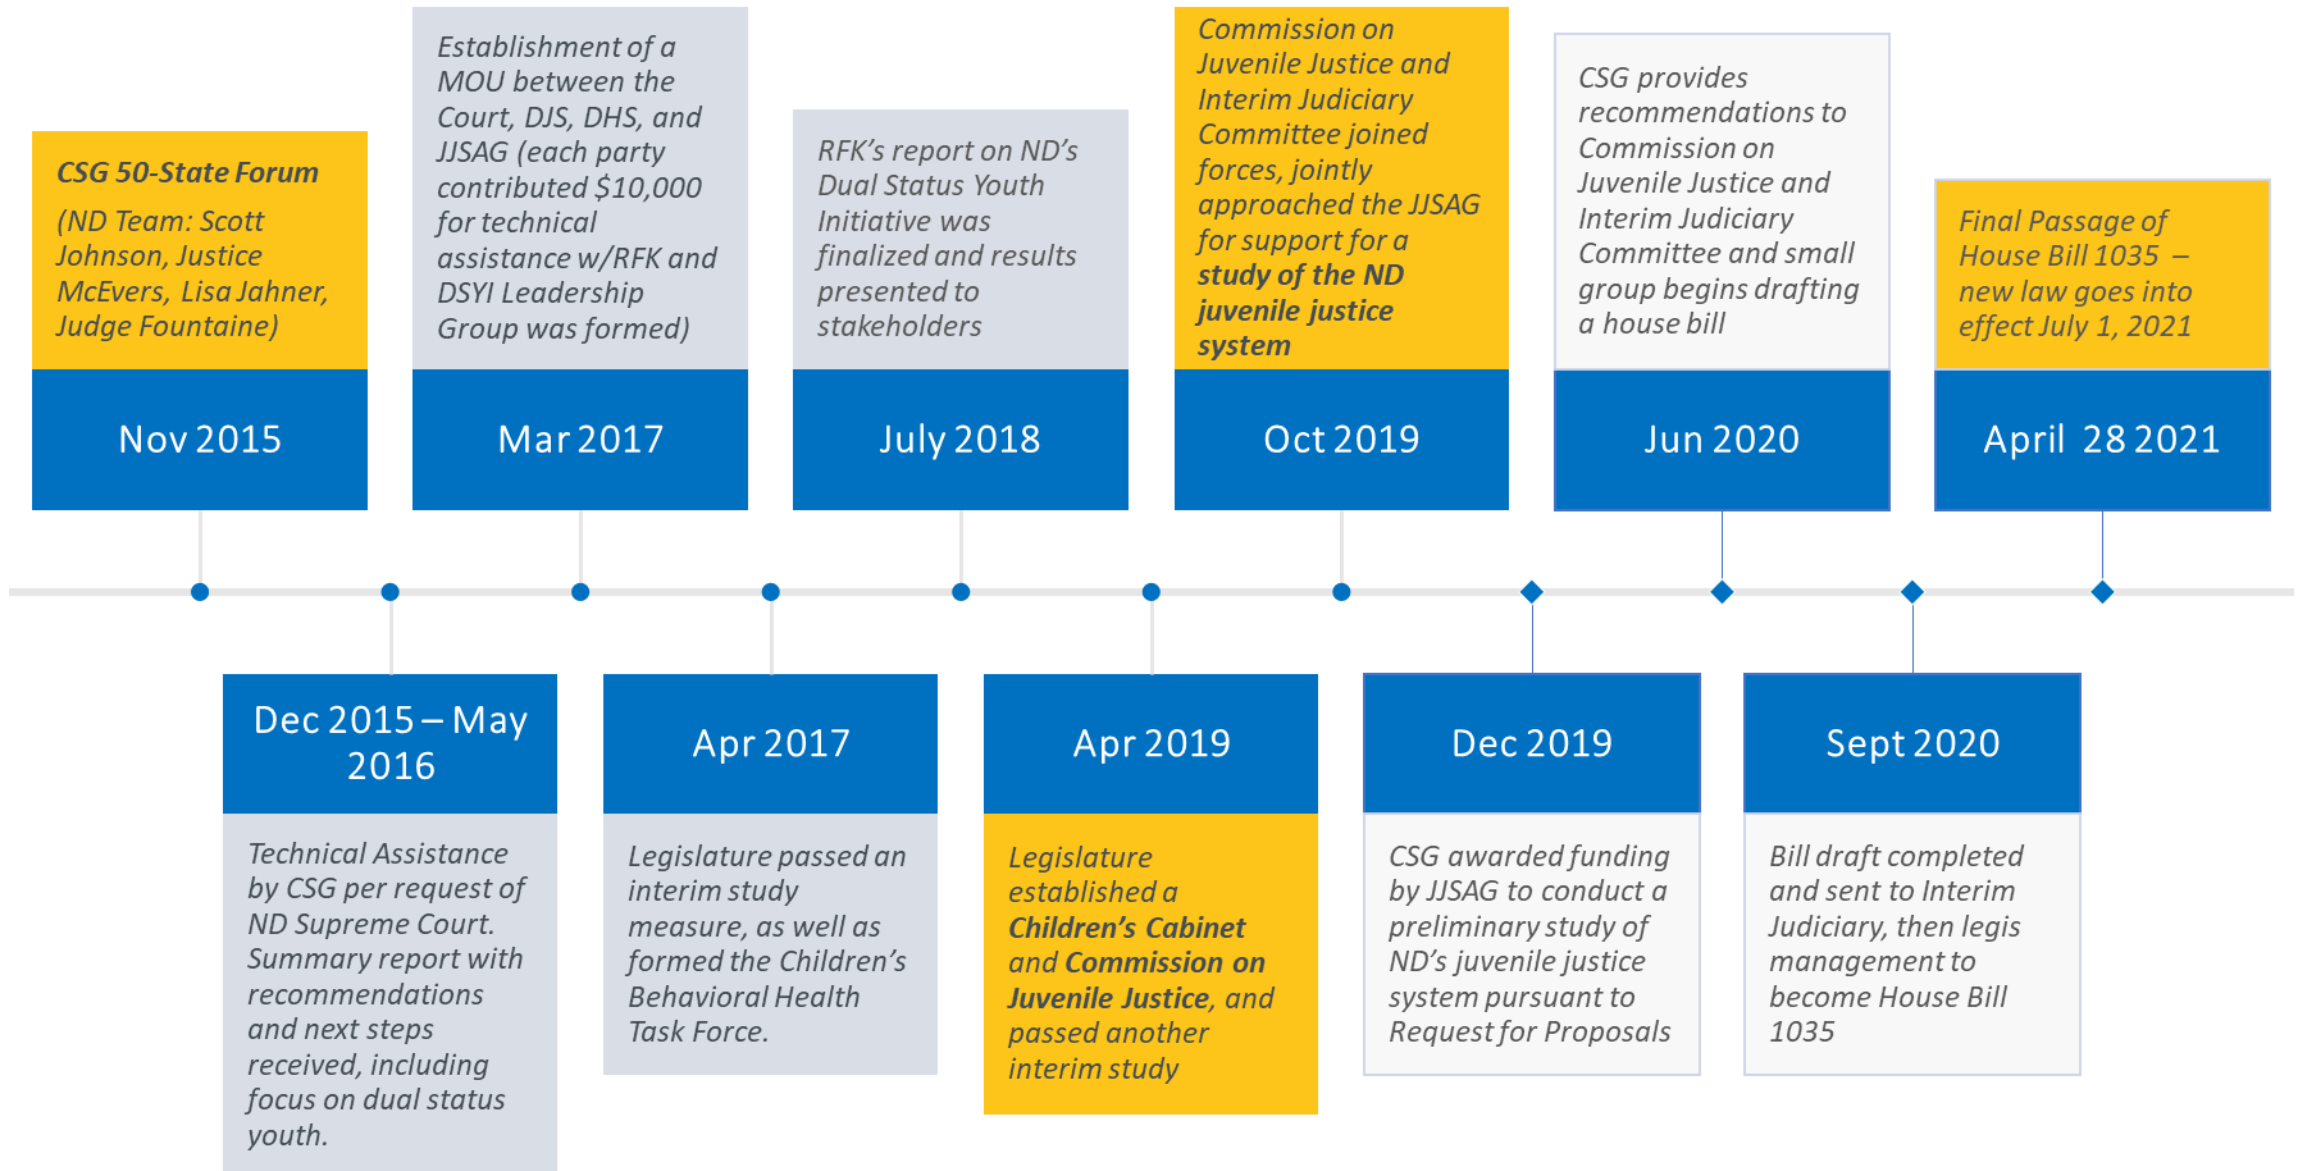 CSG 50-State Forum
(ND Team: Scott
Johnson, Justice
McEvers, Lisa Jahner,
Judge Fountaine)
Nov 2015
Dec 2015 – May
2016
Technical Assistance
by CSG per request of
ND Supreme Court.
Summary report with
recommendations
and next steps
received, including
focus on dual status
youth.
Establishment of a
MOU between the
Court, DJS, DHS, and
JJSAG (each party
contributed $10,000
for technical
assistance w/RFK and
DSYI Leadership
Group was formed)
Mar 2017
Apr 2017
Legislature passed an
interim study
measure, as well as
formed the Children's
Behavioral Health
Task Force.
RFK's report on ND's
Dual Status Youth
Initiative was
finalized and results
presented to
stakeholders
July 2018
Apr 2019
Legislature
established a
Children's Cabinet
and Commission on
Juvenile Justice, and
passed another
interim study
Commission on
Juvenile Justice and
Interim Judiciary
Committee joined
forces, jointly
approached the JJSAG
for support for a
study of the ND
juvenile justice
system
Oct 2019
Dec 2019
CSG awarded funding
by JJSAG to conduct a
preliminary study of
ND's juvenile justice
system pursuant to
Request for Proposals
CSG provides
recommendations to
Commission on
Juvenile Justice and
Interim Judiciary
Committee and small
group begins drafting
a house bill
Jun 2020
Sept 2020
Bill draft completed
and sent to Interim
Judiciary, then legis
management to
become House Bill
1035
Final Passage of
House Bill 1035 –
new law goes into
effect July 1, 2021
April 28 2021